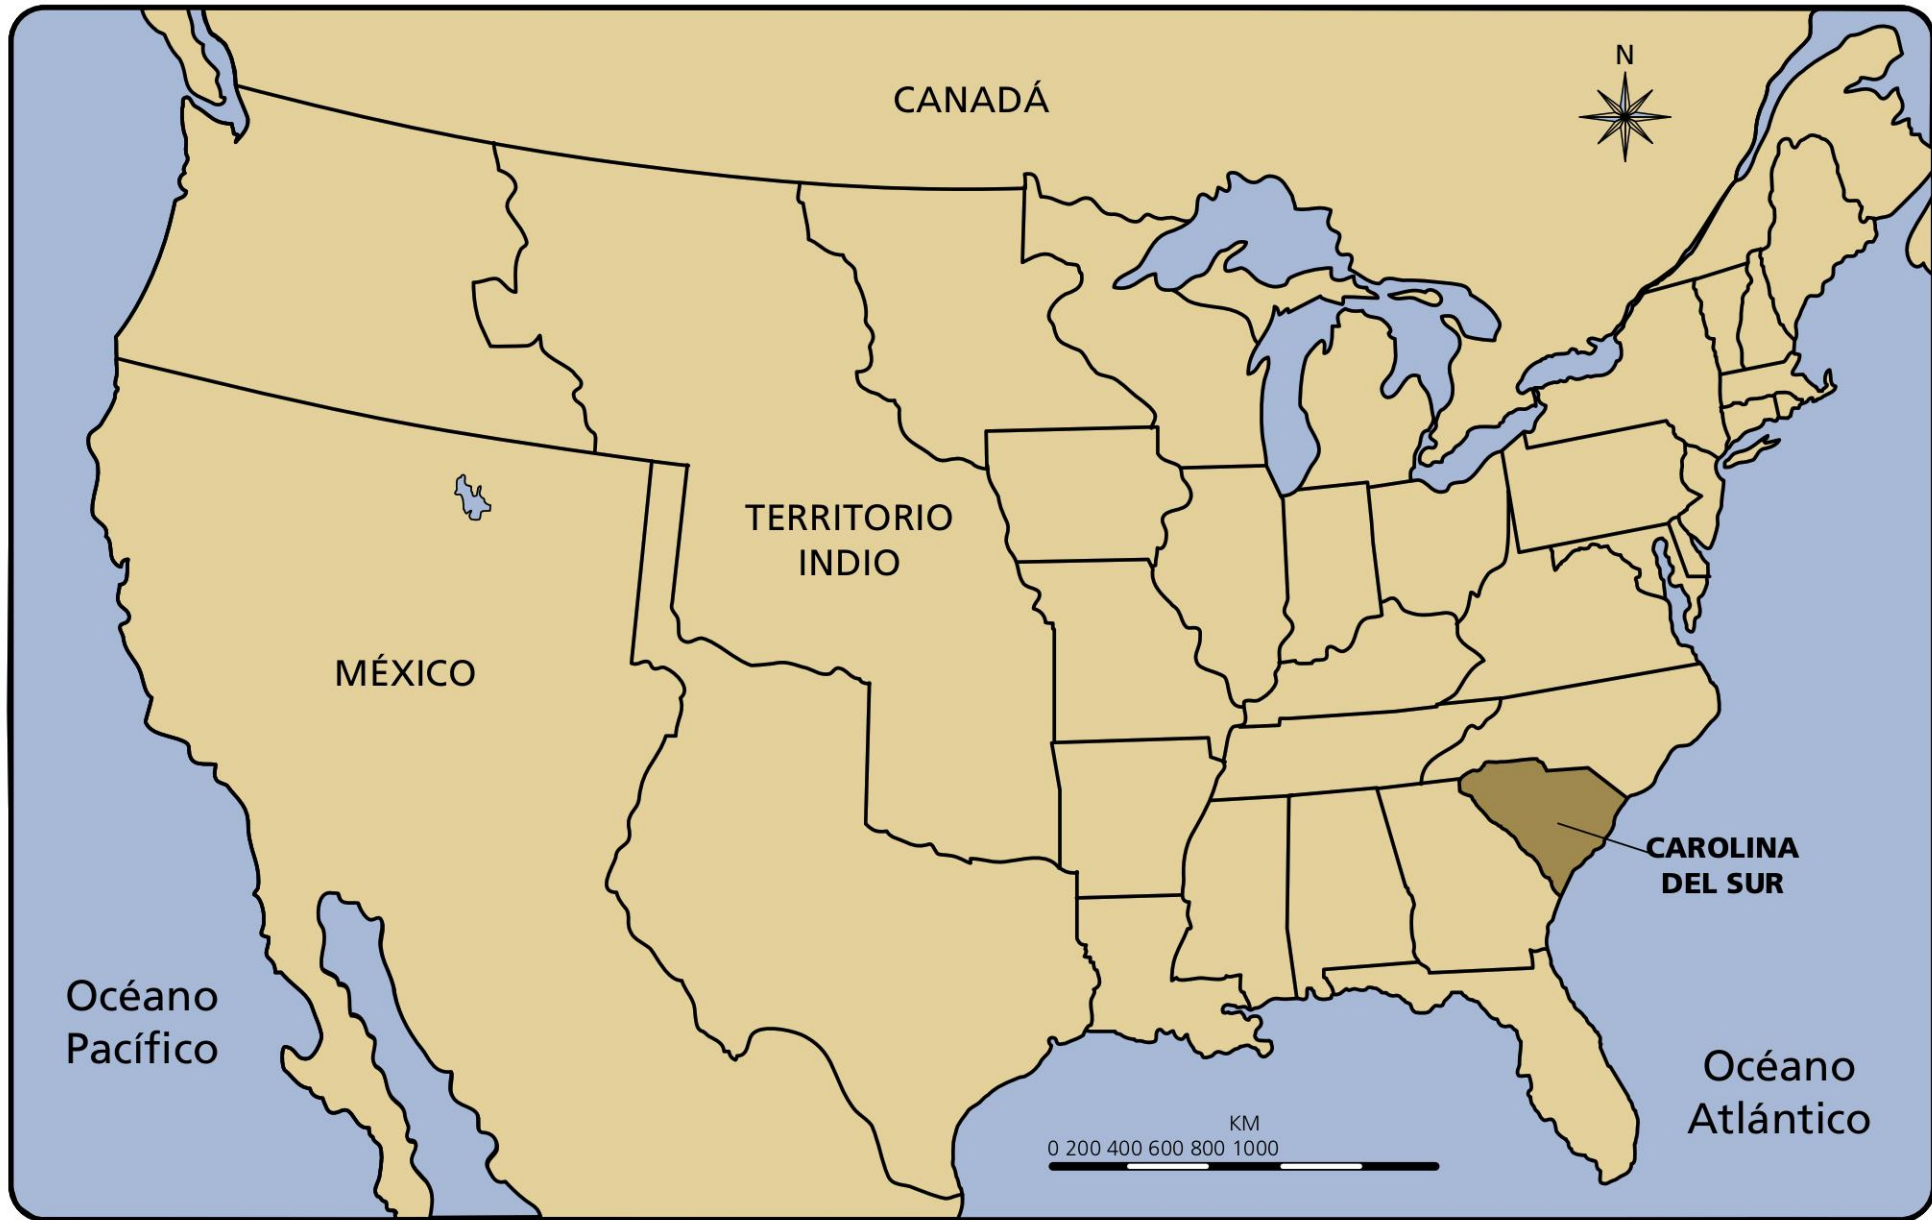 N
CANADÁ
TERRITORIO
INDIO
MÉXICO
CAROLINA
DEL SUR
Océano
Pacífico
Océano
Atlántico
KM
0 200 400 600 800 1000